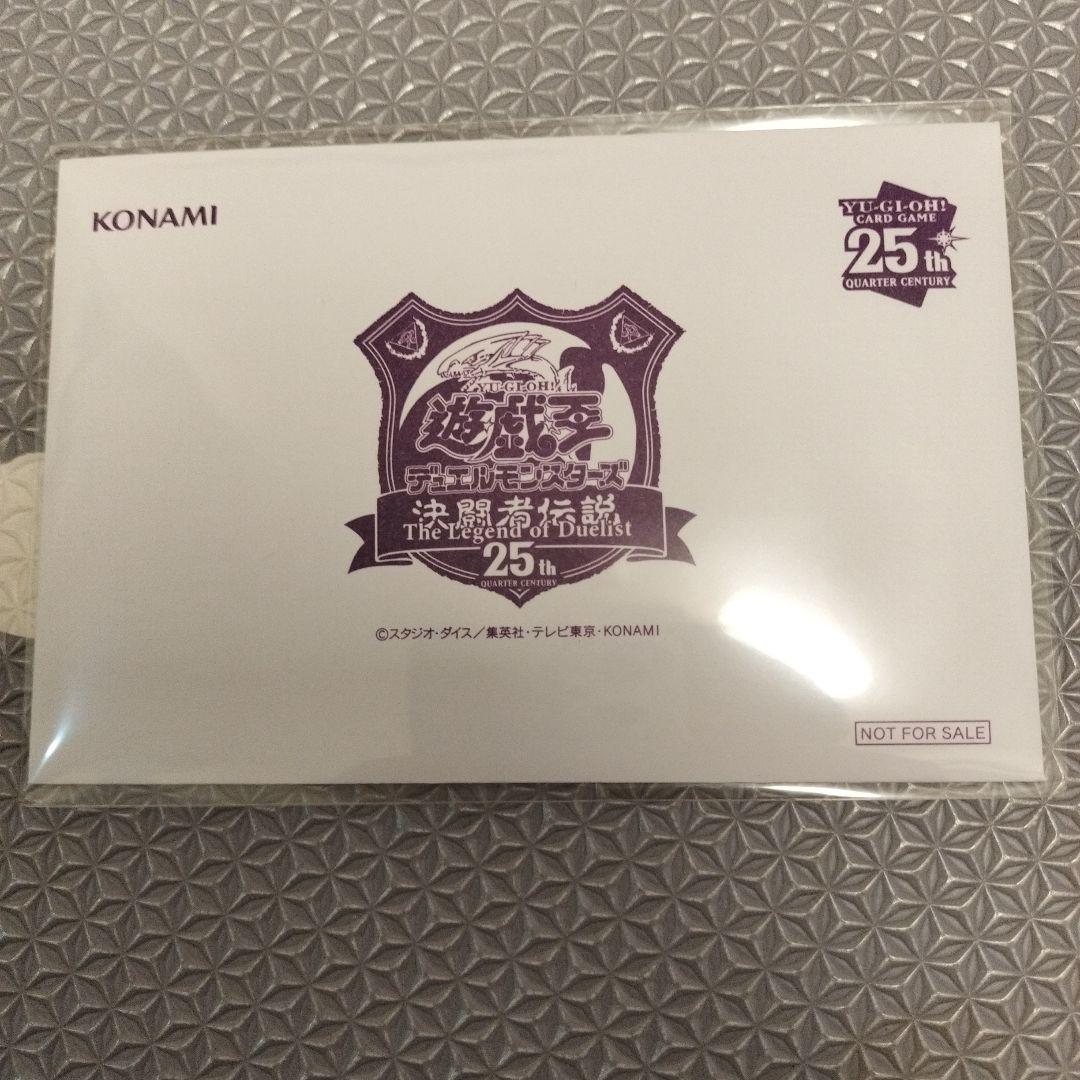 KONAMI
YU-GI-OH!
CARD GAME
25th
QUARTER CENTURY
YU-GI-OH!
遊戯王
デュエルモンスターズ
決闘者伝説
The Legend of Duelist
25th
QUARTER CENTURY
©スタジオ・ダイス／集英社・テレビ東京・KONAMI
NOT FOR SALE